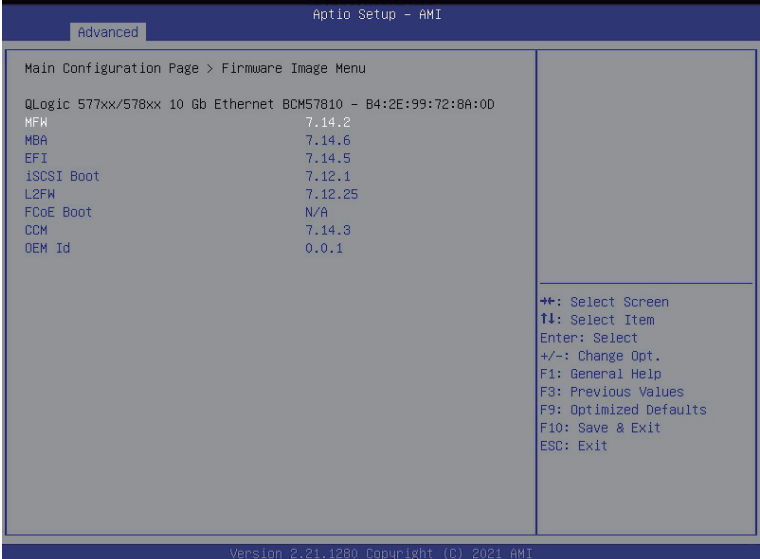 Aptio Setup – AMI
Advanced
Main Configuration Page > Firmware Image Menu
QLogic 577xx/578xx 10 Gb Ethernet BCM57810 – B4:2E:99:72:8A:0D
MFW 7.14.2
MBA 7.14.6
EFI 7.14.5
iSCSI Boot 7.12.1
L2FW 7.12.25
FCoE Boot N/A
CCM 7.14.3
OEM Id 0.0.1
→←: Select Screen
↑↓: Select Item
Enter: Select
+/-: Change Opt.
F1: General Help
F3: Previous Values
F9: Optimized Defaults
F10: Save & Exit
ESC: Exit
Version 2.21.1280 Copyright (C) 2021 AMI